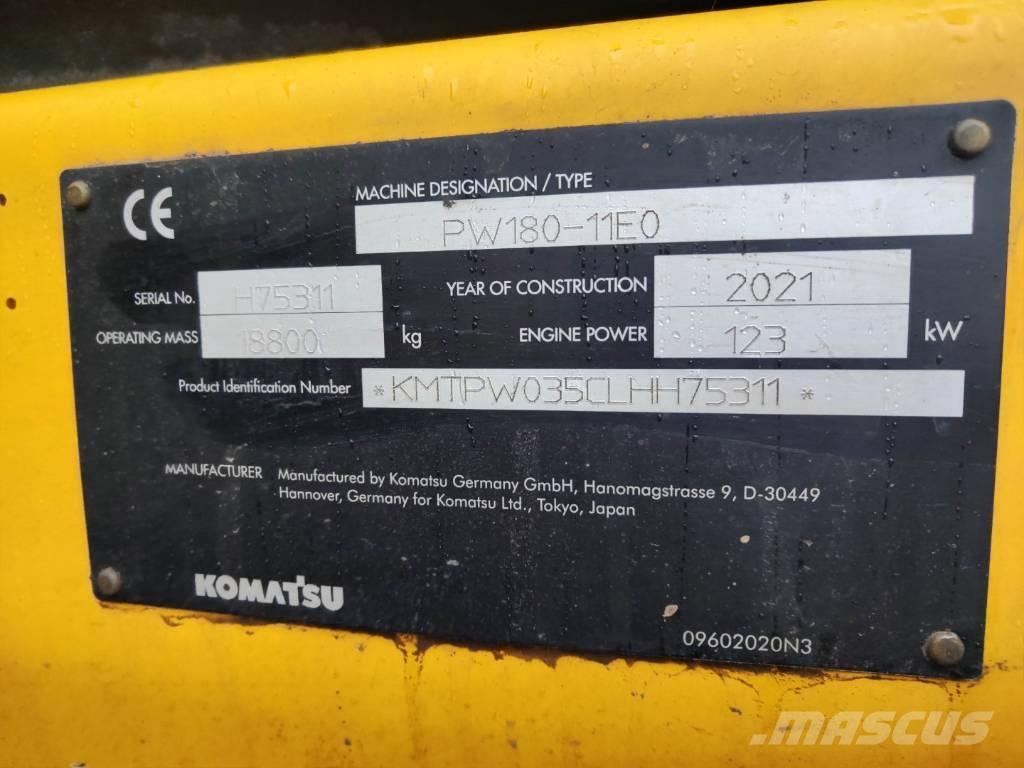 CE
MACHINE DESIGNATION / TYPE
PW180-11E0
SERIAL No. H75311
YEAR OF CONSTRUCTION 2021
OPERATING MASS 18800 kg
ENGINE POWER 123 kW
Product Identification Number *KMTPW035CLHH75311*
MANUFACTURER Manufactured by Komatsu Germany GmbH, Hanomagstrasse 9, D-30449
Hannover, Germany for Komatsu Ltd., Tokyo, Japan
KOMATSU
09602020N3
MASCUS